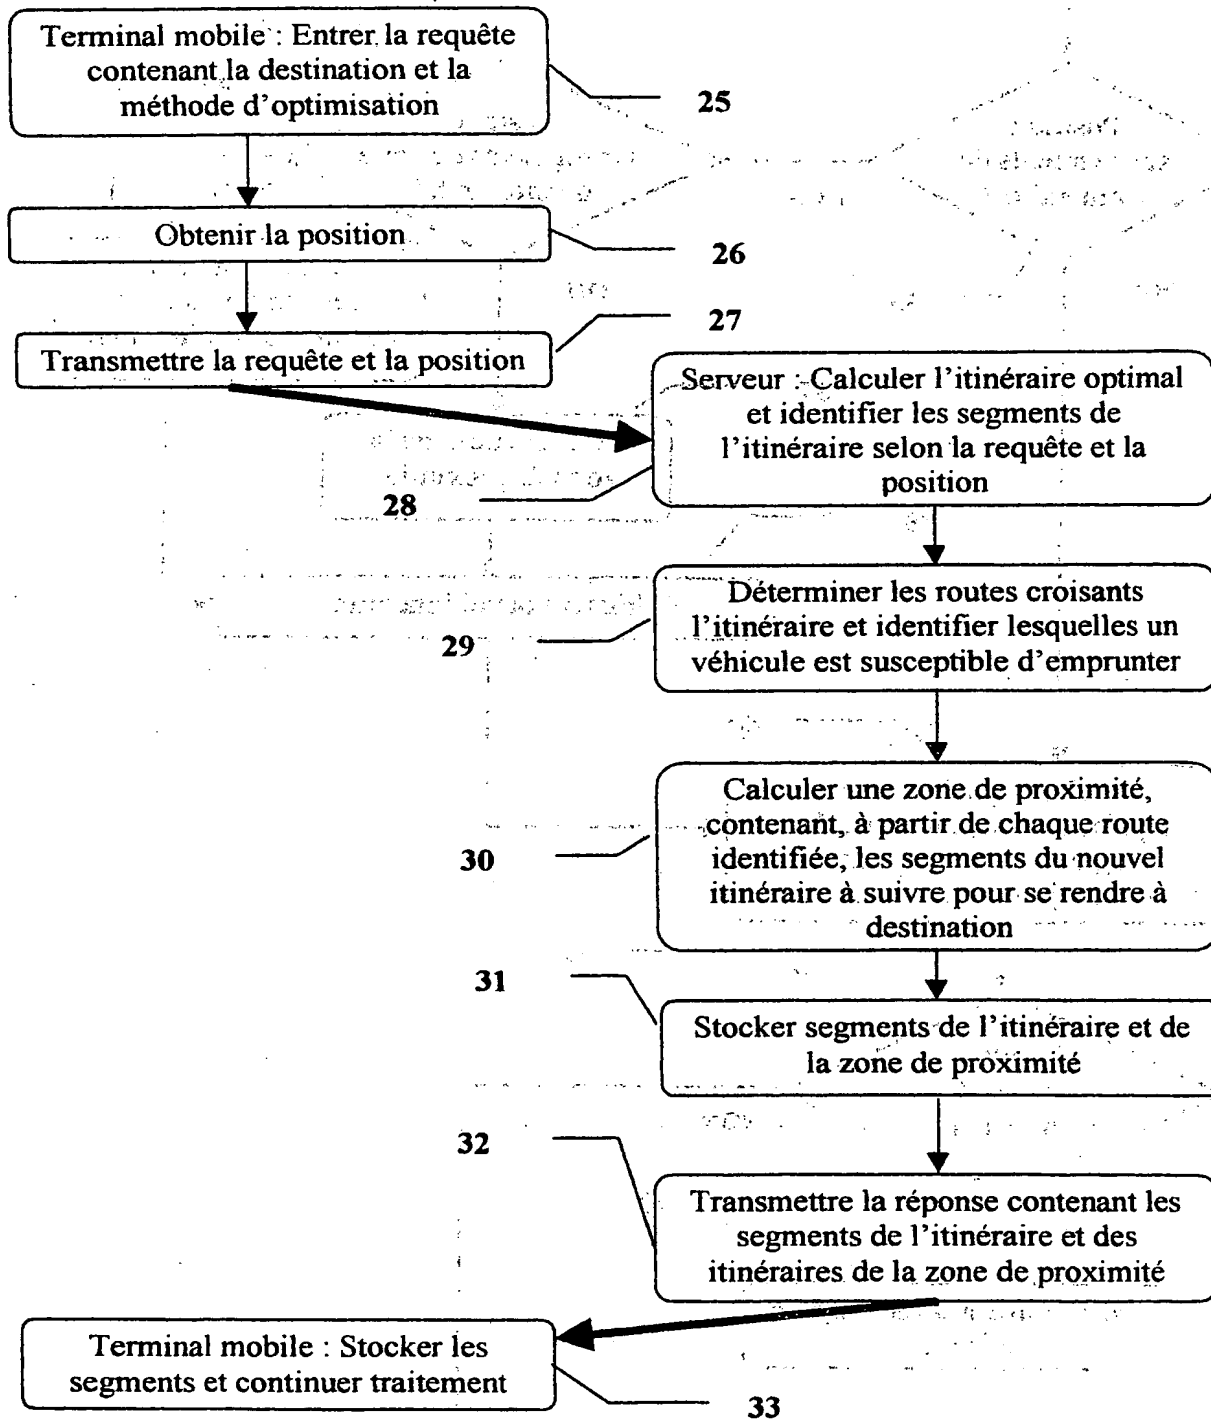 Terminal mobile : Entrer la requête
contenant la destination et la
méthode d'optimisation
25
Obtenir la position
26
27
Transmettre la requête et la position
Serveur : Calculer l'itinéraire optimal
et identifier les segments de
l'itinéraire selon la requête et la
position
28
Déterminer les routes croisants
l'itinéraire et identifier lesquelles un
véhicule est susceptible d'emprunter
29
Calculer une zone de proximité,
contenant, à partir de chaque route
identifiée, les segments du nouvel
itinéraire à suivre pour se rendre à
destination
30
31
Stocker segments de l'itinéraire et de
la zone de proximité
32
Transmettre la réponse contenant les
segments de l'itinéraire et des
itinéraires de la zone de proximité
Terminal mobile : Stocker les
segments et continuer traitement
33